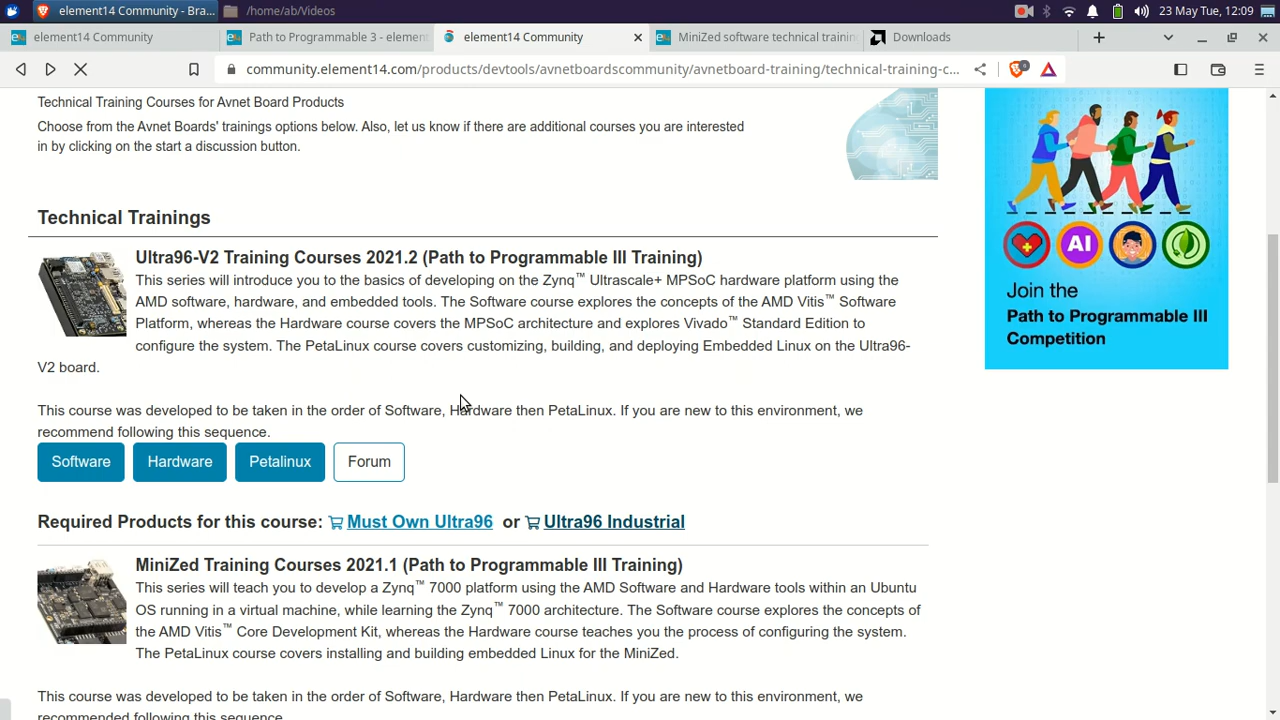 element14 Community - Bra...
/home/ab/Videos
23 May Tue, 12:09
element14 Community
Path to Programmable 3 - elemen
element14 Community
MiniZed software technical trainin
Downloads
community.element14.com/products/devtools/avnetboardscommunity/avnetboard-training/technical-training-c...
Technical Training Courses for Avnet Board Products
Choose from the Avnet Boards trainings options below. Also, let us know if there are additional courses you are interested
in by clicking on the start a discussion button.
Technical Trainings
Ultra96-V2 Training Courses 2021.2 (Path to Programmable III Training)
This series will introduce you to the basics of developing on the Zynq™ Ultrascale+ MPSoC hardware platform using the
AMD software, hardware, and embedded tools. The Software course explores the concepts of the AMD Vitis™ Software
Platform, whereas the Hardware course covers the MPSoC architecture and explores Vivado™ Standard Edition to
configure the system. The PetaLinux course covers customizing, building, and deploying Embedded Linux on the Ultra96-
V2 board.
This course was developed to be taken in the order of Software, Hardware then PetaLinux. If you are new to this environment, we
recommend following this sequence.
Software
Hardware
Petalinux
Forum
Required Products for this course: Must Own Ultra96 or Ultra96 Industrial
MiniZed Training Courses 2021.1 (Path to Programmable III Training)
This series will teach you to develop a Zynq™ 7000 platform using the AMD Software and Hardware tools within an Ubuntu
OS running in a virtual machine, while learning the Zynq™ 7000 architecture. The Software course explores the concepts of
the AMD Vitis™ Core Development Kit, whereas the Hardware course teaches you the process of configuring the system.
The PetaLinux course covers installing and building embedded Linux for the MiniZed.
This course was developed to be taken in the order of Software, Hardware then PetaLinux. If you are new to this environment, we
recommended following this sequence.
AI
Join the
Path to Programmable III
Competition